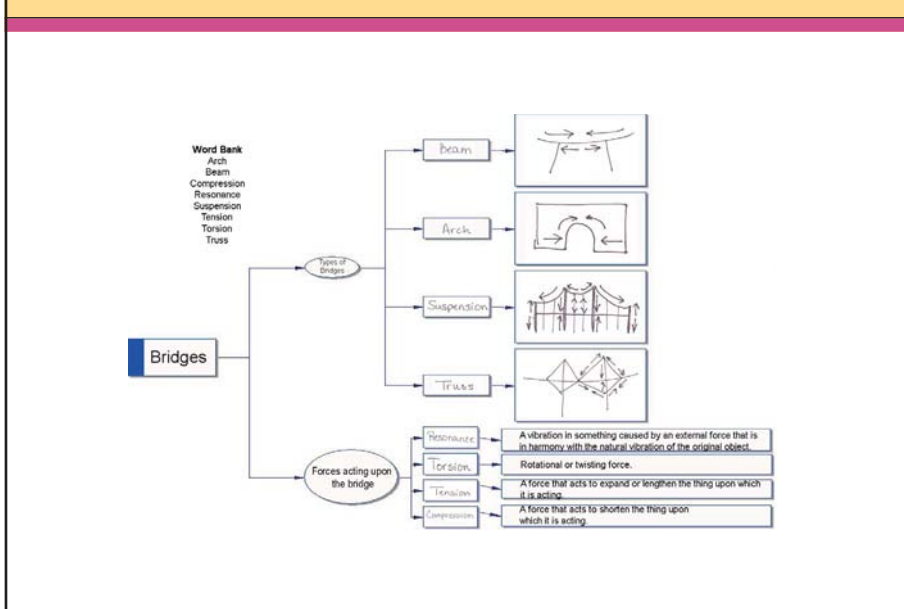 Word Bank
Arch
Beam
Compression
Resonance
Suspension
Tension
Torsion
Truss
Bridges
Types of
Bridges
Beam
Arch
Suspension
Truss
Forces acting upon
the bridge
Resonance
A vibration in something caused by an external force that is
in harmony with the natural vibration of the original object.
Torsion
Rotational or twisting force.
Tension
A force that acts to expand or lengthen the thing upon which
it is acting.
Compression
A force that acts to shorten the thing upon
which it is acting.